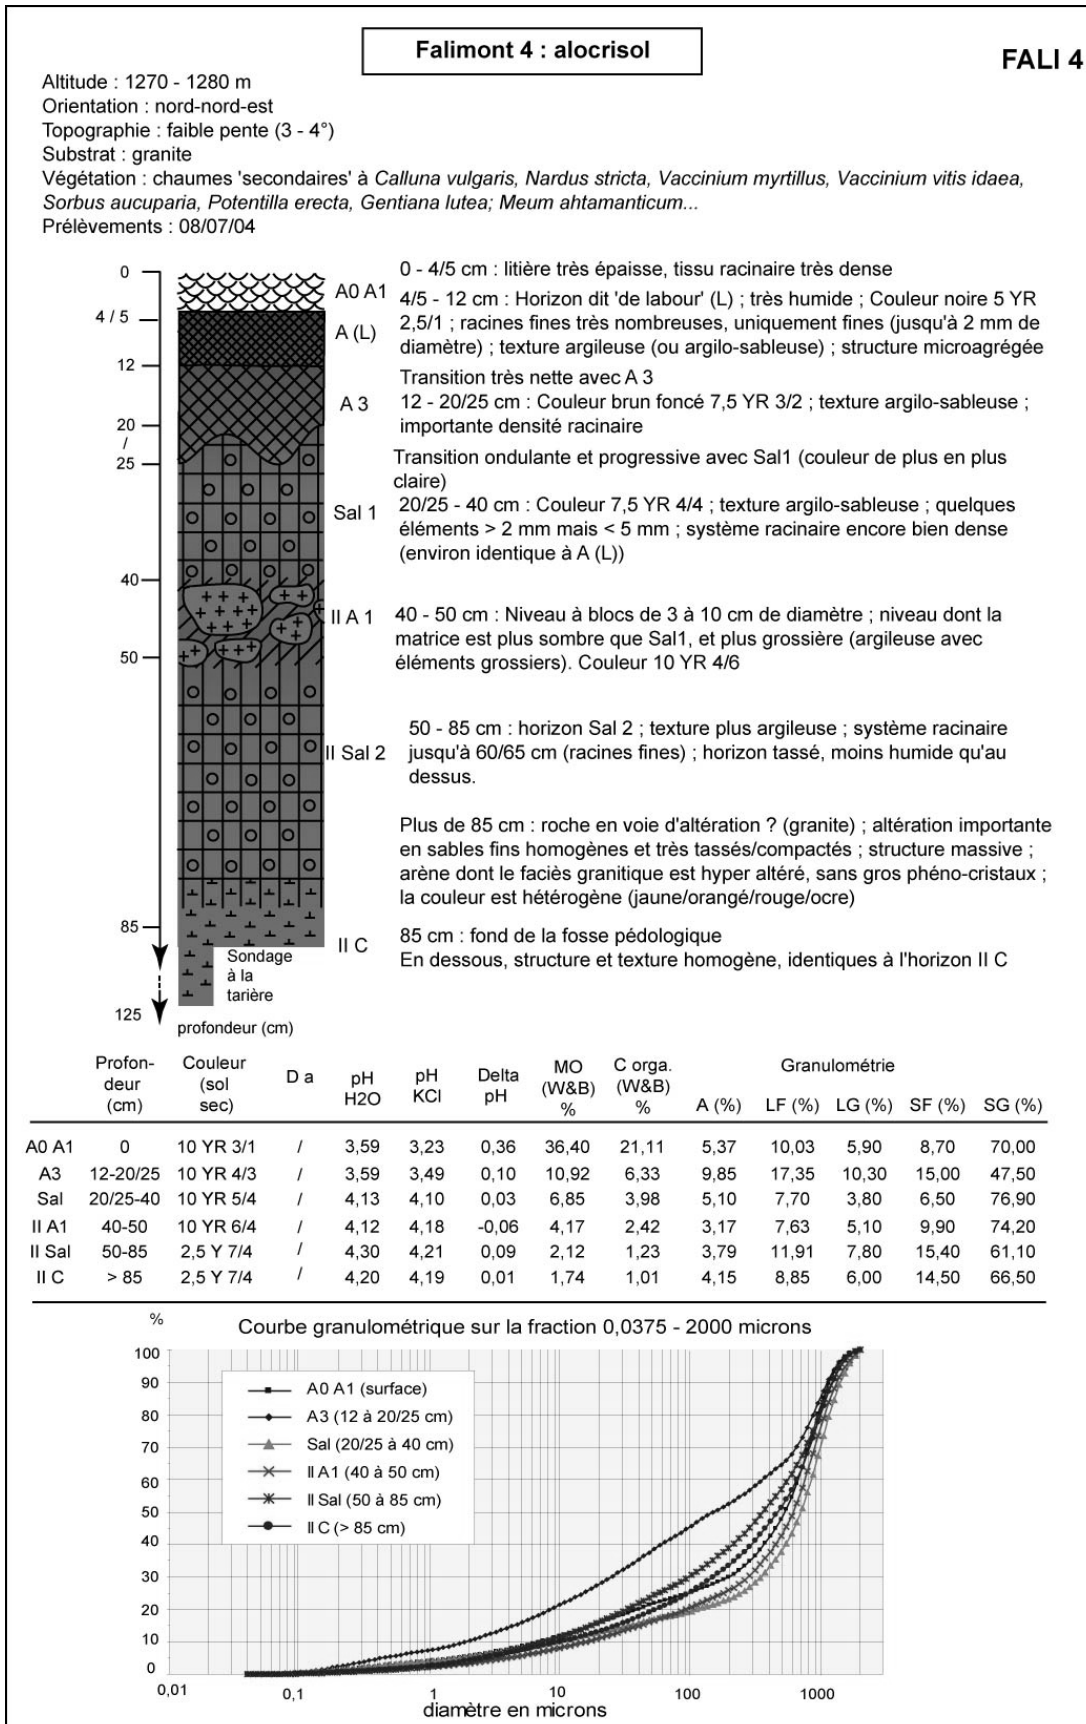 Falimont 4 : alocrisol
FALI 4
Altitude : 1270 - 1280 m
Orientation : nord-nord-est
Topographie : faible pente (3 - 4°)
Substrat : granite
Végétation : chaumes 'secondaires' à Calluna vulgaris, Nardus stricta, Vaccinium myrtillus, Vaccinium vitis idaea,
Sorbus aucuparia, Potentilla erecta, Gentiana lutea; Meum ahtamanticum...
Prélèvements : 08/07/04
0
4 / 5
12
20
/
25
40
50
85
125
profondeur (cm)
A0 A1
A (L)
A 3
Sal 1
II A 1
II Sal 2
II C
Sondage
à la
tarière
0 - 4/5 cm : litière très épaisse, tissu racinaire très dense
4/5 - 12 cm : Horizon dit 'de labour' (L) ; très humide ; Couleur noire 5 YR
2,5/1 ; racines fines très nombreuses, uniquement fines (jusqu'à 2 mm de
diamètre) ; texture argileuse (ou argilo-sableuse) ; structure microagrégée
Transition très nette avec A 3
12 - 20/25 cm : Couleur brun foncé 7,5 YR 3/2 ; texture argilo-sableuse ;
importante densité racinaire
Transition ondulante et progressive avec Sal1 (couleur de plus en plus
claire)
20/25 - 40 cm : Couleur 7,5 YR 4/4 ; texture argilo-sableuse ; quelques
éléments > 2 mm mais < 5 mm ; système racinaire encore bien dense
(environ identique à A (L))
40 - 50 cm : Niveau à blocs de 3 à 10 cm de diamètre ; niveau dont la
matrice est plus sombre que Sal1, et plus grossière (argileuse avec
éléments grossiers). Couleur 10 YR 4/6
50 - 85 cm : horizon Sal 2 ; texture plus argileuse ; système racinaire
jusqu'à 60/65 cm (racines fines) ; horizon tassé, moins humide qu'au
dessus.
Plus de 85 cm : roche en voie d'altération ? (granite) ; altération importante
en sables fins homogènes et très tassés/compactés ; structure massive ;
arène dont le faciès granitique est hyper altéré, sans gros phéno-cristaux ;
la couleur est hétérogène (jaune/orangé/rouge/ocre)
85 cm : fond de la fosse pédologique
En dessous, structure et texture homogène, identiques à l'horizon II C
Profon-deur (cm) Couleur (sol sec) D a pH H2O pH KCl Delta pH MO (W&B) % C orga. (W&B) % Granulométrie A (%) LF (%) LG (%) SF (%) SG (%)
A0 A1 0 10 YR 3/1 / 3,59 3,23 0,36 36,40 21,11 5,37 10,03 5,90 8,70 70,00
A3 12-20/25 10 YR 4/3 / 3,59 3,49 0,10 10,92 6,33 9,85 17,35 10,30 15,00 47,50
Sal 20/25-40 10 YR 5/4 / 4,13 4,10 0,03 6,85 3,98 5,10 7,70 3,80 6,50 76,90
II A1 40-50 10 YR 6/4 / 4,12 4,18 -0,06 4,17 2,42 3,17 7,63 5,10 9,90 74,20
II Sal 50-85 2,5 Y 7/4 / 4,30 4,21 0,09 2,12 1,23 3,79 11,91 7,80 15,40 61,10
II C > 85 2,5 Y 7/4 / 4,20 4,19 0,01 1,74 1,01 4,15 8,85 6,00 14,50 66,50
%
Courbe granulométrique sur la fraction 0,0375 - 2000 microns
100
90
80
70
60
50
40
30
20
10
0
A0 A1 (surface)
A3 (12 à 20/25 cm)
Sal (20/25 à 40 cm)
II A1 (40 à 50 cm)
II Sal (50 à 85 cm)
II C (> 85 cm)
0,01 0,1 1 10 100 1000
diamètre en microns